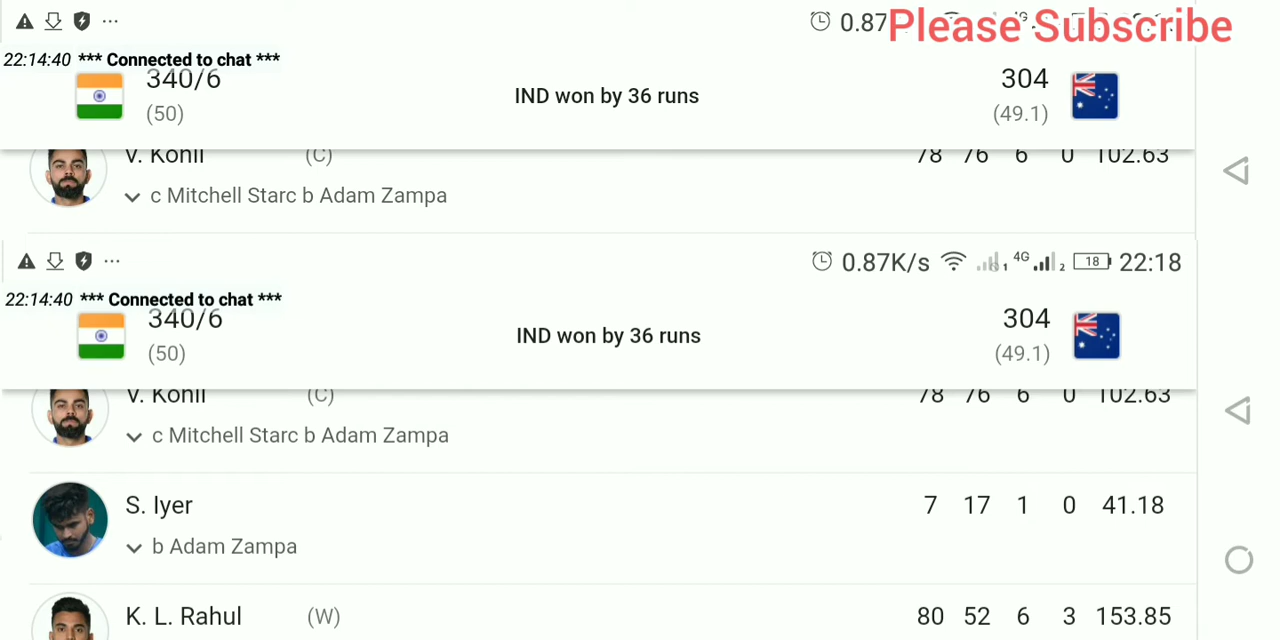 0.87
Please Subscribe
22:14:40 *** Connected to chat ***
340/6
304
IND won by 36 runs
(50)
(49.1)
V. Kohli (C) 78 76 6 0 102.63
c Mitchell Starc b Adam Zampa
0.87K/s 1 4G 2 18 22:18
22:14:40 *** Connected to chat ***
340/6
304
IND won by 36 runs
(50)
(49.1)
V. Kohli (C) 78 76 6 0 102.63
c Mitchell Starc b Adam Zampa
S. Iyer 7 17 1 0 41.18
b Adam Zampa
K. L. Rahul (W) 80 52 6 3 153.85